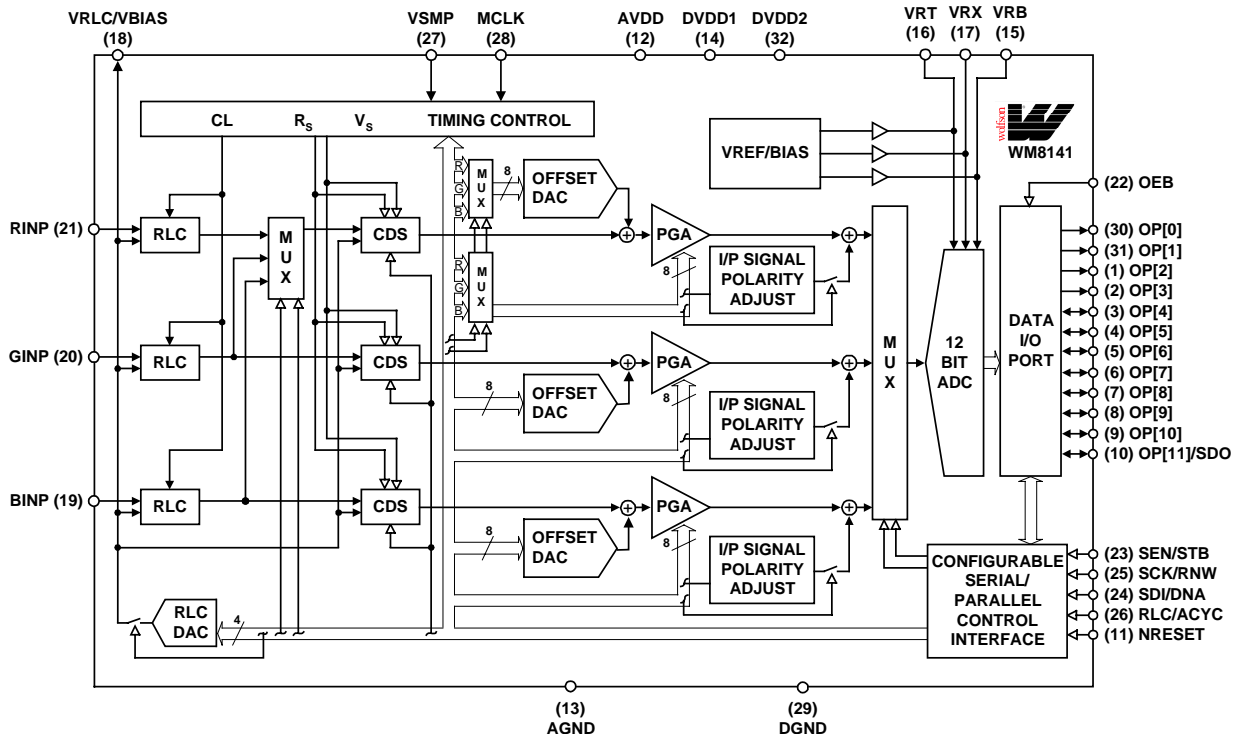 VRLC/VBIAS
(18)
VSMP
(27)
MCLK
(28)
AVDD
(12)
DVDD1
(14)
DVDD2
(32)
VRT
(16)
VRX
(17)
VRB
(15)
CL
RS
VS
TIMING CONTROL
VREF/BIAS
wolfson
WM8141
(22) OEB
R
G
B
MUX
8
OFFSET
DAC
RINP (21)
RLC
MUX
CDS
+
PGA
+
I/P SIGNAL
POLARITY
ADJUST
8
R
G
B
MUX
MUX
12
BIT
ADC
DATA
I/O
PORT
(30) OP[0]
(31) OP[1]
(1) OP[2]
(2) OP[3]
(3) OP[4]
(4) OP[5]
(5) OP[6]
(6) OP[7]
(7) OP[8]
(8) OP[9]
(9) OP[10]
(10) OP[11]/SDO
GINP (20)
RLC
CDS
+
PGA
+
8
OFFSET
DAC
8
I/P SIGNAL
POLARITY
ADJUST
BINP (19)
RLC
CDS
+
PGA
+
8
OFFSET
DAC
8
I/P SIGNAL
POLARITY
ADJUST
CONFIGURABLE
SERIAL/
PARALLEL
CONTROL
INTERFACE
(23) SEN/STB
(25) SCK/RNW
(24) SDI/DNA
(26) RLC/ACYC
(11) NRESET
RLC
DAC
4
(13)
AGND
(29)
DGND